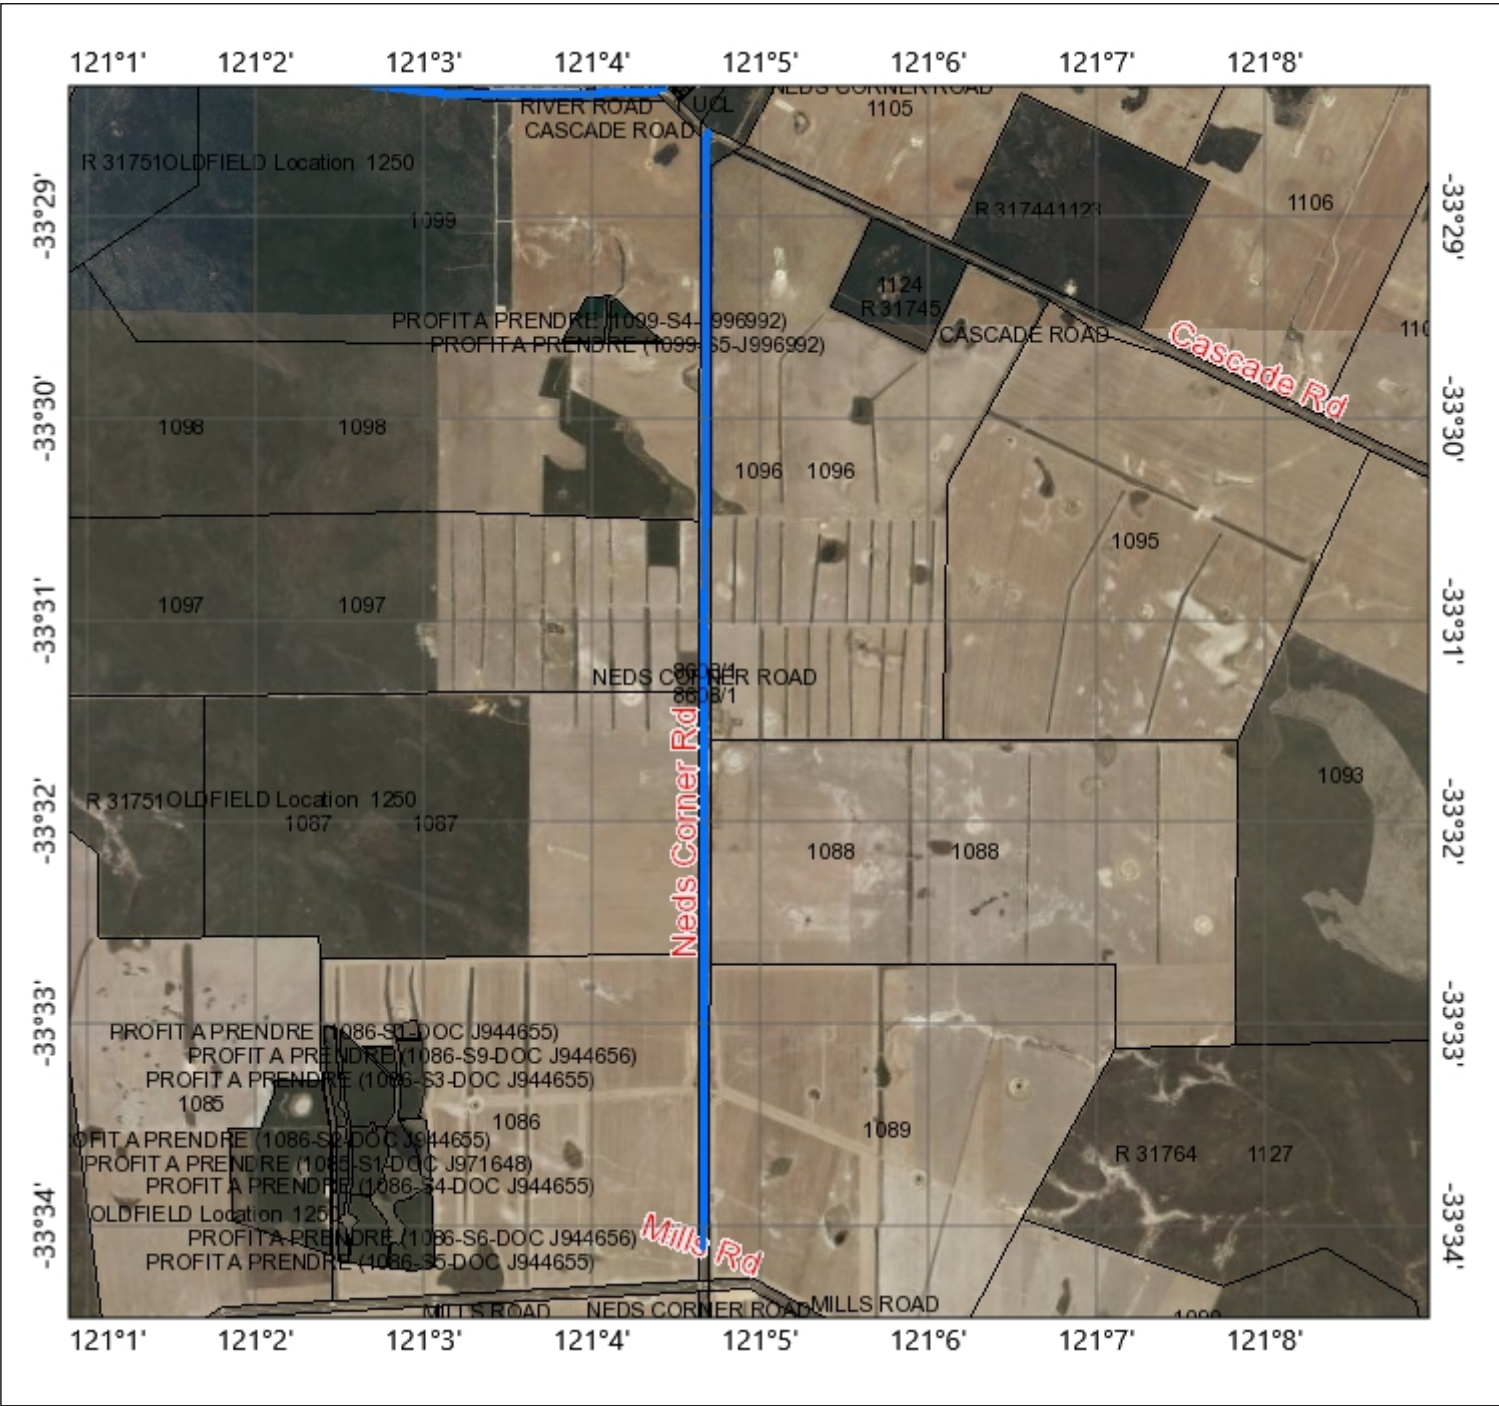 121°1' 121°2' 121°3' 121°4' 121°5' 121°6' 121°7' 121°8'
NEDS CORNER ROAD
RIVER ROAD
UCL
1105
CASCADE ROAD
R 31751OLDFIELD Location 1250
-33°29'
-33°29'
1106
R 317441123
1099
1124
R 31745
PROFIT A PRENDRE (1099-S4-J996992)
CASCADE ROAD
PROFIT A PRENDRE (1099-S5-J996992)
Cascade Rd
-33°30'
-33°30'
1098
1098
1096
1096
1095
-33°31'
-33°31'
1097
1097
NEDS CORNER ROAD
8608/1
8608/1
Neds Corner Rd
1093
R 31751OLDFIELD Location 1250
1087
1087
-33°32'
-33°32'
1088
1088
-33°33'
-33°33'
PROFIT A PRENDRE (1086-S1-DOC J944655)
PROFIT A PRENDRE (1086-S9-DOC J944656)
PROFIT A PRENDRE (1086-S3-DOC J944655)
1085
1086
1089
OFIT A PRENDRE (1086-S2-DOC J944655)
R 31764
1127
PROFIT A PRENDRE (1085-S1-DOC J971648)
PROFIT A PRENDRE (1086-S4-DOC J944655)
OLDFIELD Location 1250
-33°34'
-33°34'
PROFIT A PRENDRE (1086-S6-DOC J944656)
Mills Rd
PROFIT A PRENDRE (1086-S5-DOC J944655)
MILLS ROAD
NEDS CORNER ROAD
MILLS ROAD
121°1' 121°2' 121°3' 121°4' 121°5' 121°6' 121°7' 121°8'